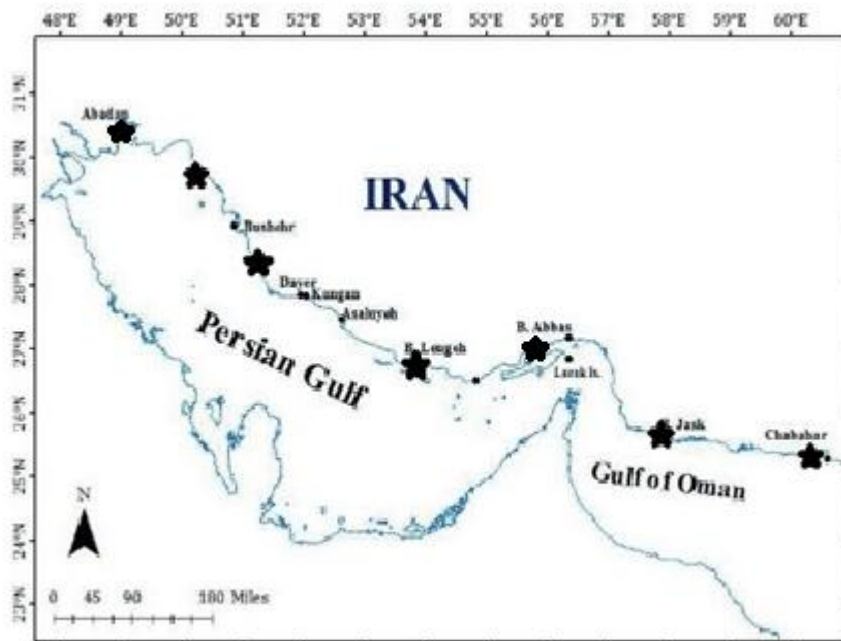 48°E 49°E 50°E 51°E 52°E 53°E 54°E 55°E 56°E 57°E 58°E 59°E 60°E
31°N
30°N
29°N
28°N
27°N
26°N
25°N
24°N
23°N
Abadan
IRAN
Bushehr
Dayer
Kangan
Asaluyeh
B. Abbas
B. Lengeh
Larak Is.
Persian Gulf
Jask
Chabahar
Gulf of Oman
N
0 45 90 180 Miles